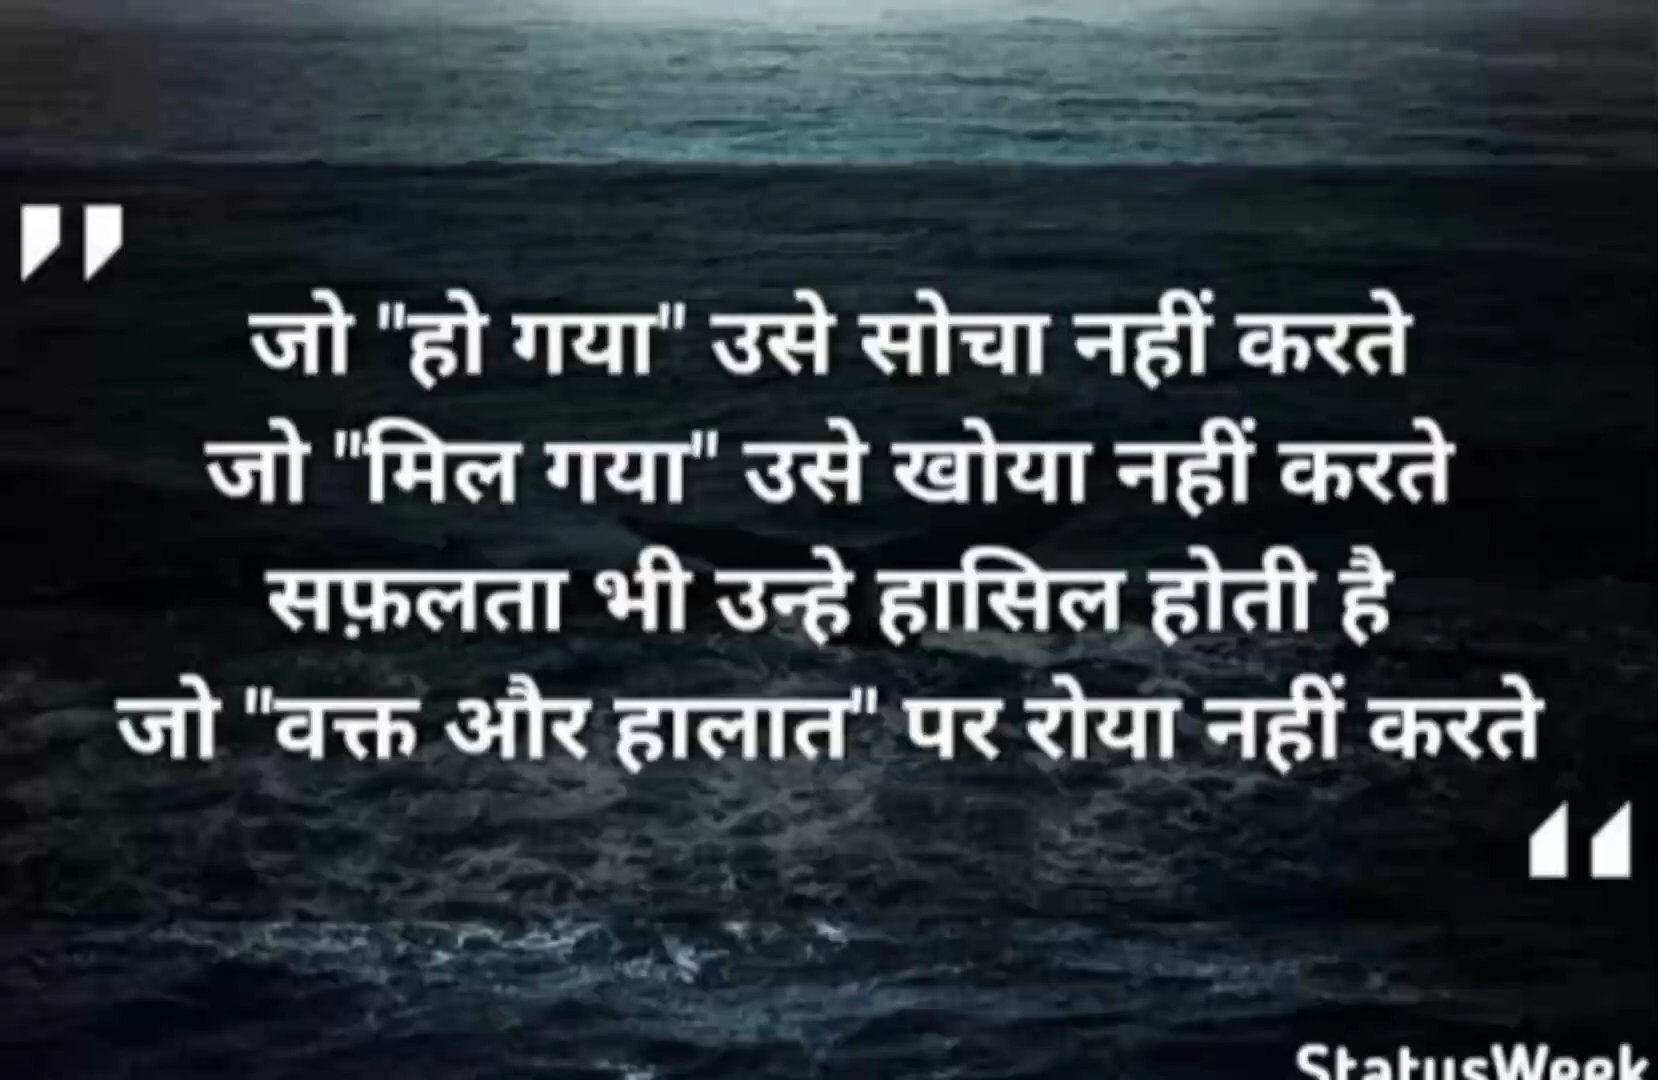 जो "हो गया" उसे सोचा नहीं करते
जो "मिल गया" उसे खोया नहीं करते
सफ़लता भी उन्हे हासिल होती है
जो "वक्त और हालात" पर रोया नहीं करते
StatusWeek